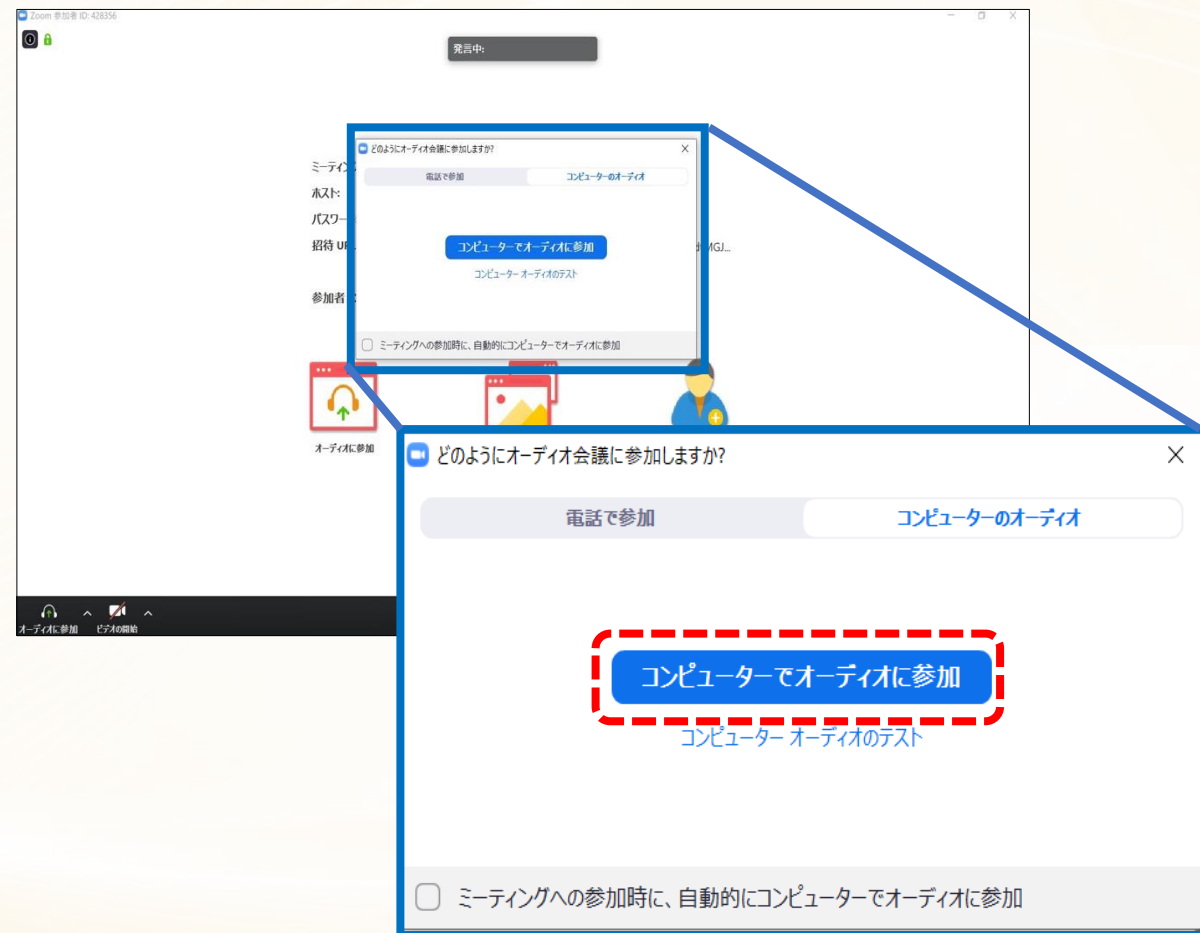 Zoom 参加者 ID: 428356
発言中:
どのようにオーディオ会議に参加しますか?
電話で参加 コンピューターのオーディオ
ミーティン
ホスト:
パスワー
コンピューターでオーディオに参加
招待 UR
MGJ...
コンピューター オーディオのテスト
参加者
ミーティングへの参加時に、自動的にコンピューターでオーディオに参加
オーディオに参加
どのようにオーディオ会議に参加しますか?
電話で参加 コンピューターのオーディオ
コンピューターでオーディオに参加
コンピューター オーディオのテスト
ミーティングへの参加時に、自動的にコンピューターでオーディオに参加
オーディオに参加 ビデオの開始